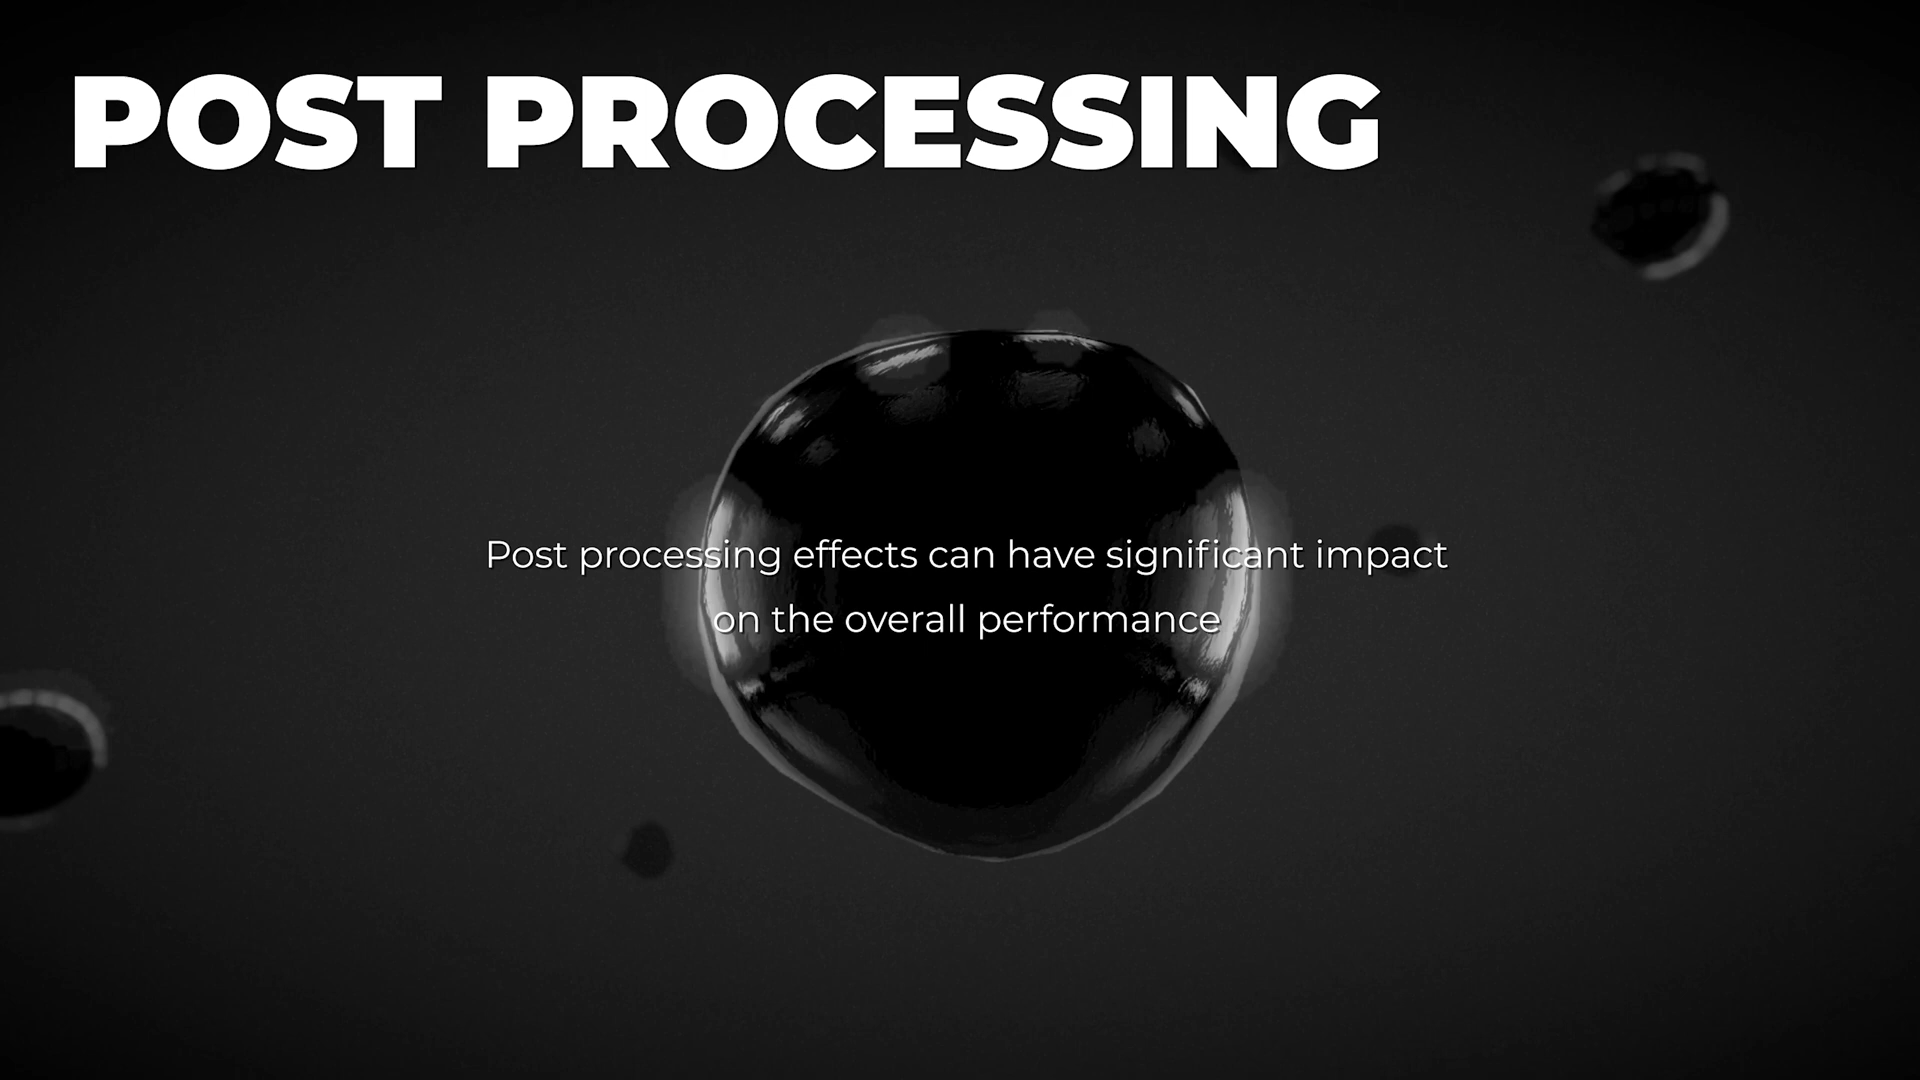 POST PROCESSING
Post processing effects can have significant impact
on the overall performance